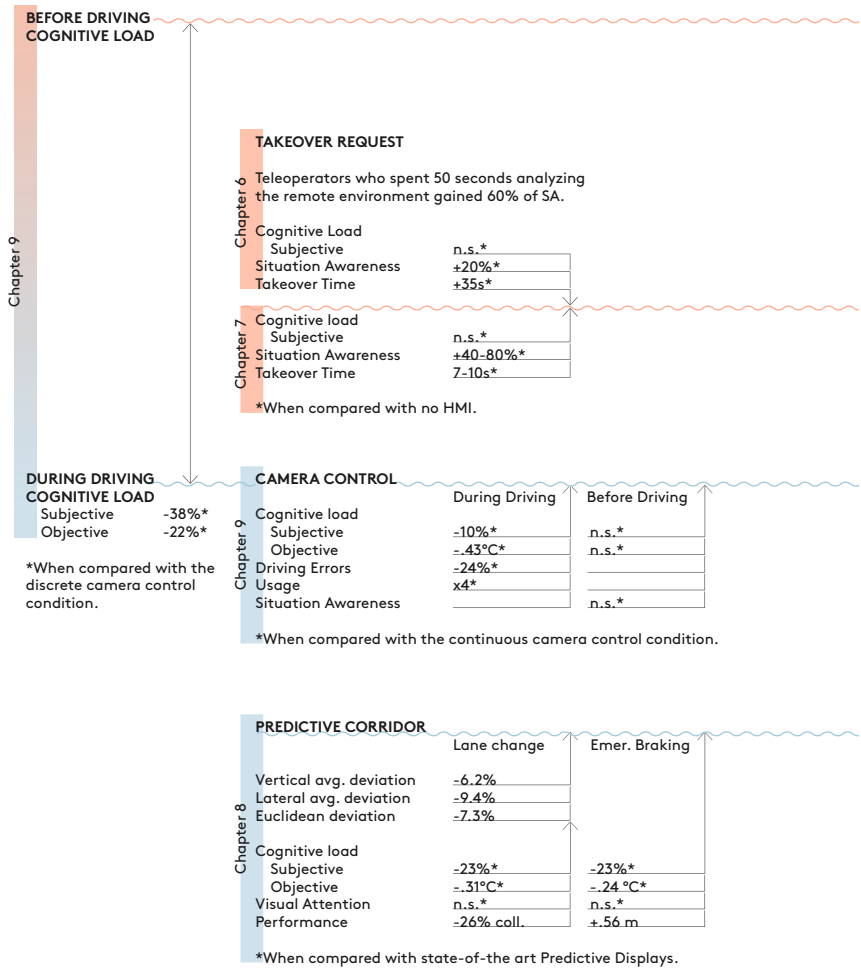 BEFORE DRIVING
COGNITIVE LOAD
Chapter 9
TAKEOVER REQUEST
Chapter 6
Teleoperators who spent 50 seconds analyzing
the remote environment gained 60% of SA.
Cognitive Load
Subjective n.s.*
Situation Awareness +20%*
Takeover Time +35s*
Chapter 7
Cognitive load
Subjective n.s.*
Situation Awareness +40-80%*
Takeover Time 7-10s*
*When compared with no HMI.
DURING DRIVING
COGNITIVE LOAD
Subjective -38%*
Objective -22%*
*When compared with the
discrete camera control
condition.
CAMERA CONTROL
Chapter 9
During Driving Before Driving
Cognitive load
Subjective -10%* n.s.*
Objective -.43°C* n.s.*
Driving Errors -24%*
Usage x4*
Situation Awareness n.s.*
*When compared with the continuous camera control condition.
PREDICTIVE CORRIDOR
Chapter 8
Lane change Emer. Braking
Vertical avg. deviation -6.2%
Lateral avg. deviation -9.4%
Euclidean deviation -7.3%
Cognitive load
Subjective -23%* -23%*
Objective -.31°C* -.24 °C*
Visual Attention n.s.* n.s.*
Performance -26% coll. +.56 m
*When compared with state-of-the art Predictive Displays.